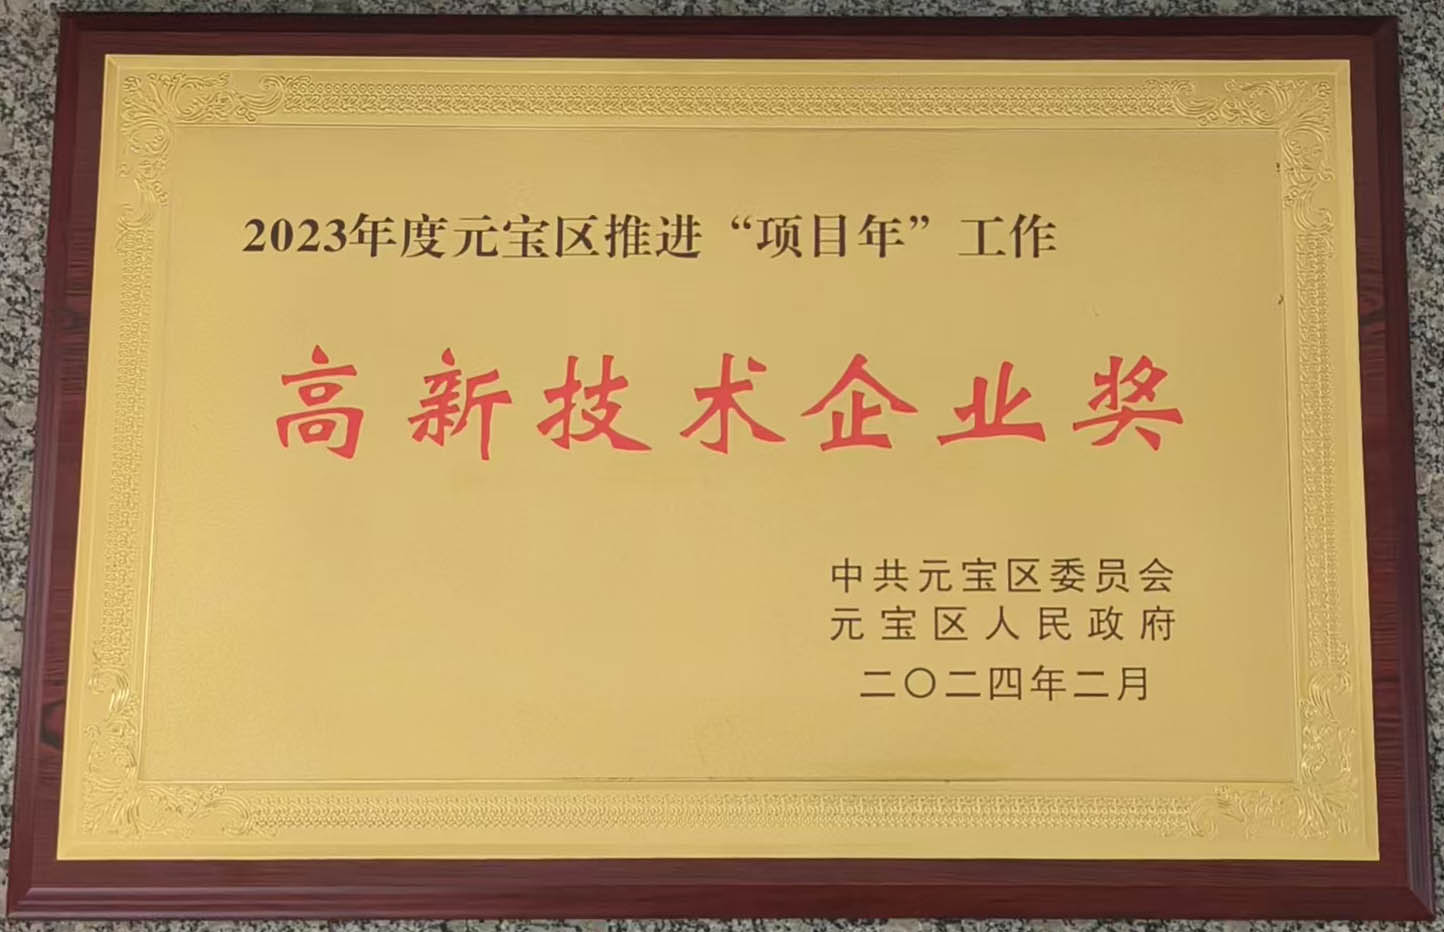 2023年度元宝区推进“项目年”工作
高新技术企业奖
中共元宝区委员会
元宝区人民政府
二〇二四年二月